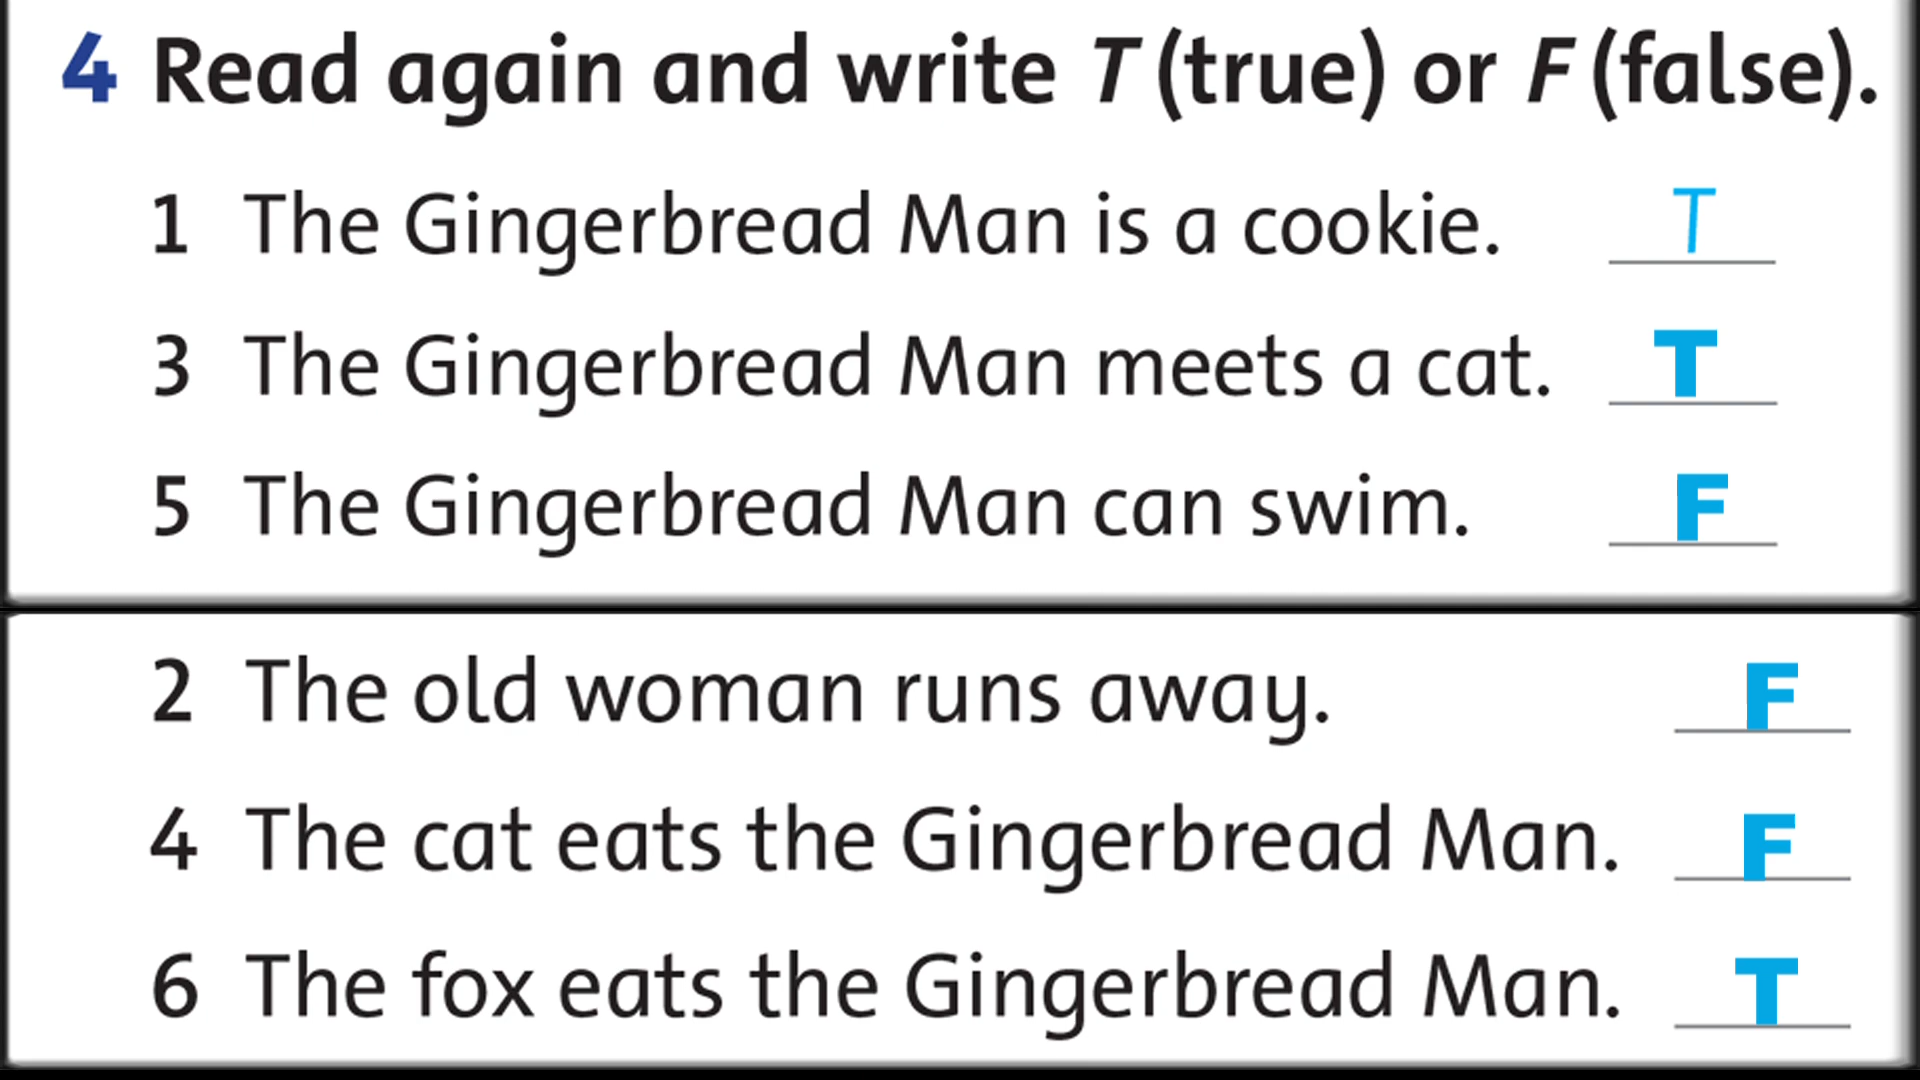 4 Read again and write T (true) or F (false).
1 The Gingerbread Man is a cookie. T
3 The Gingerbread Man meets a cat. T
5 The Gingerbread Man can swim. F
2 The old woman runs away. F
4 The cat eats the Gingerbread Man. F
6 The fox eats the Gingerbread Man. T